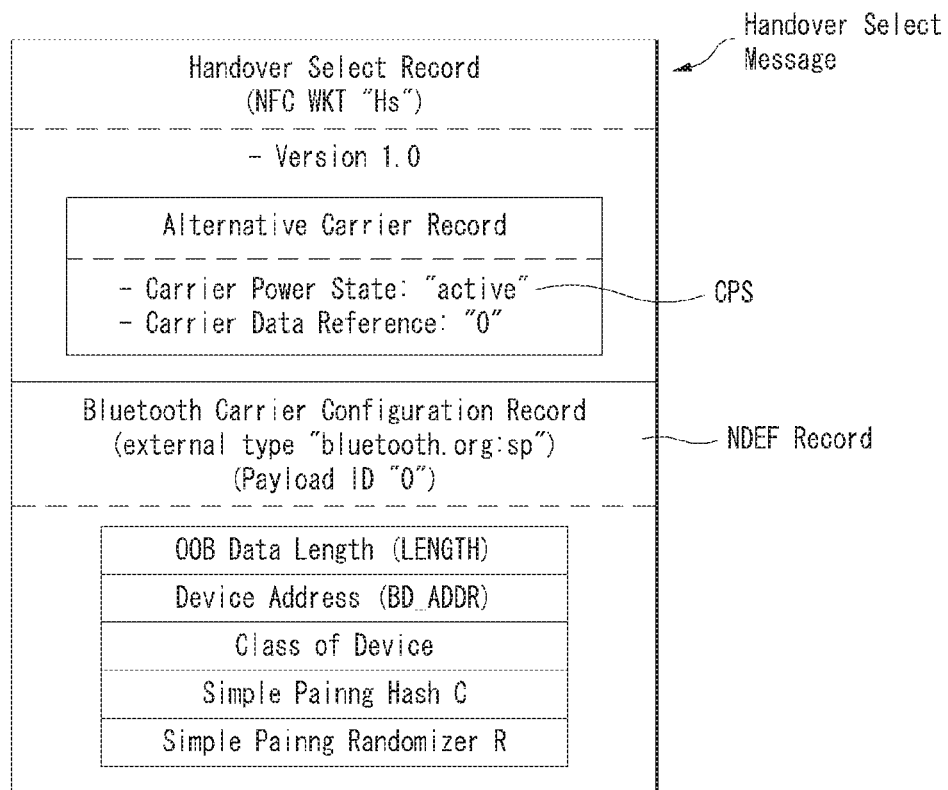 Handover Select
Message
Handover Select Record
(NFC WKT "Hs")
- Version 1.0
Alternative Carrier Record
- Carrier Power State: "active"
CPS
- Carrier Data Reference: "0"
Bluetooth Carrier Configuration Record
(external type "bluetooth.org:sp")
NDEF Record
(Payload ID "0")
OOB Data Length (LENGTH)
Device Address (BD_ADDR)
Class of Device
Simple Painng Hash C
Simple Painng Randomizer R